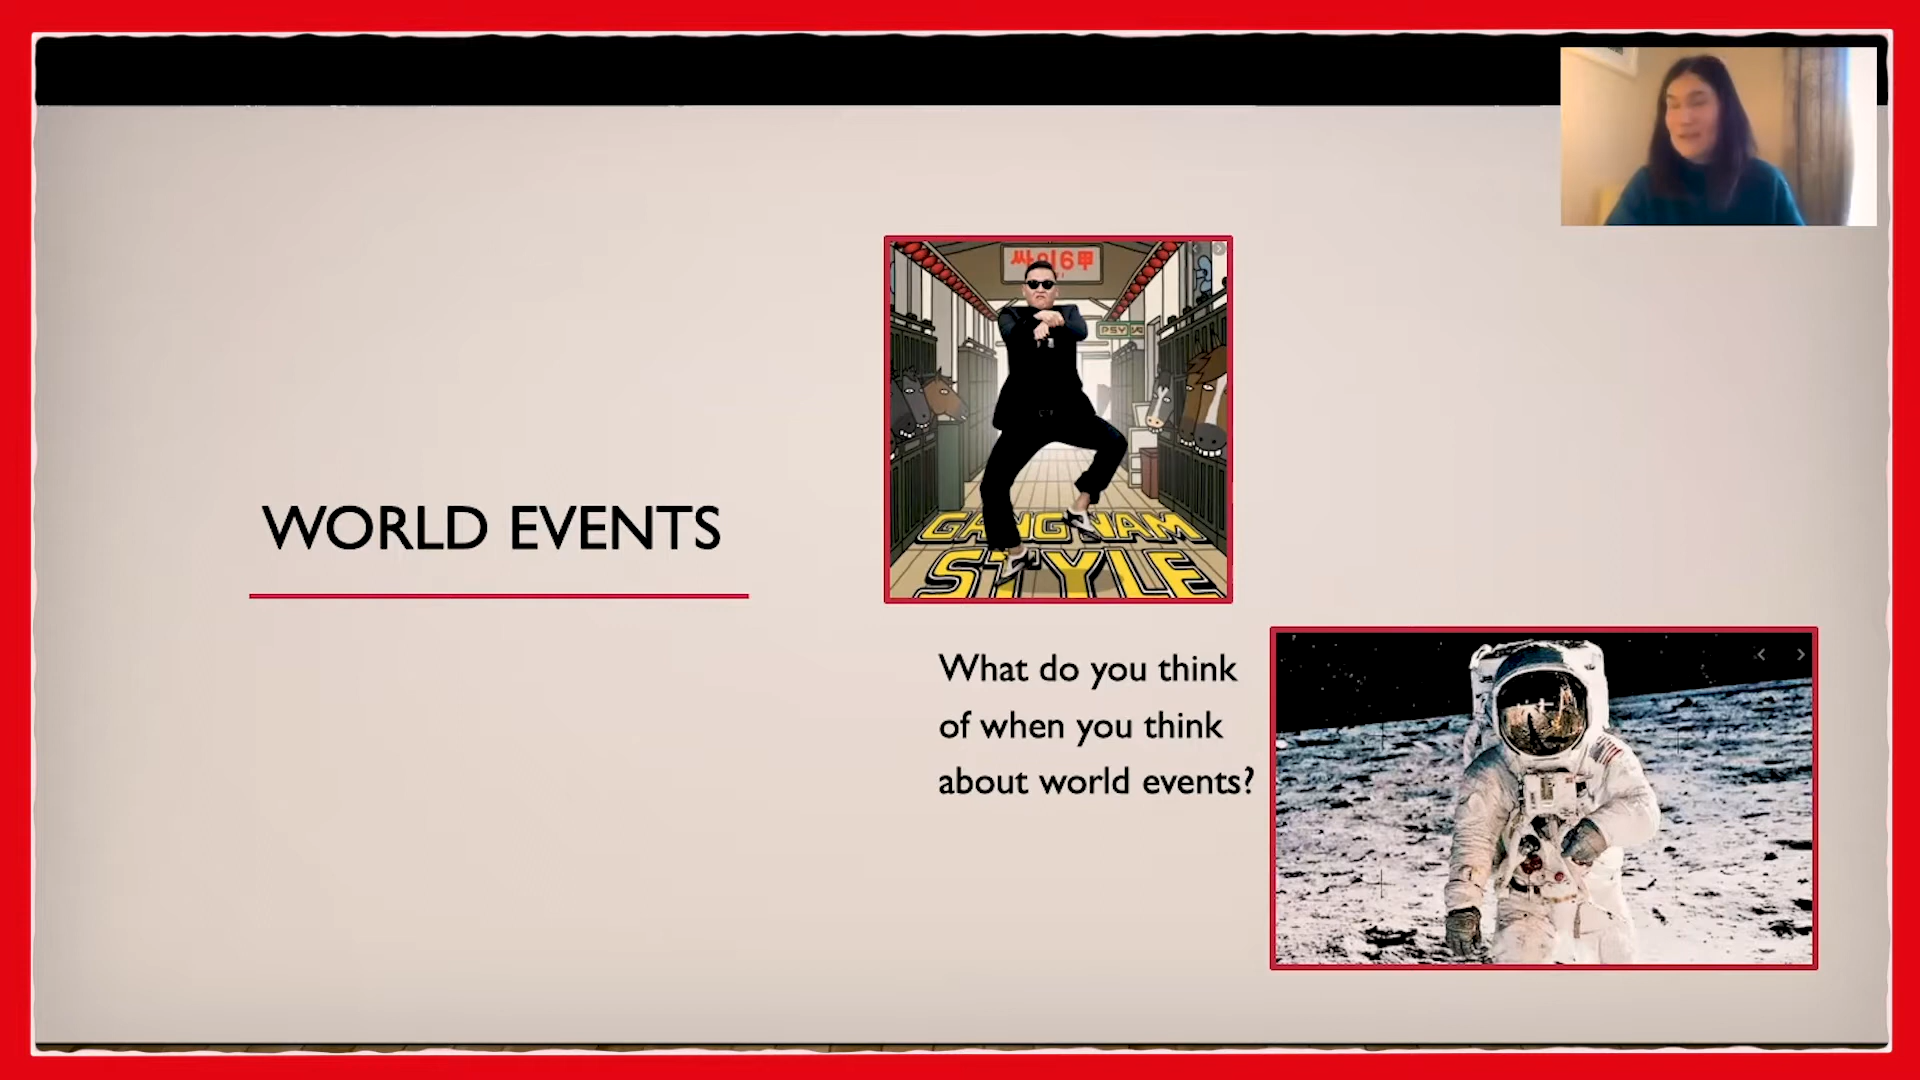 WORLD EVENTS
싸이6甲
PSY
GANGNAM
STYLE
What do you think
of when you think
about world events?